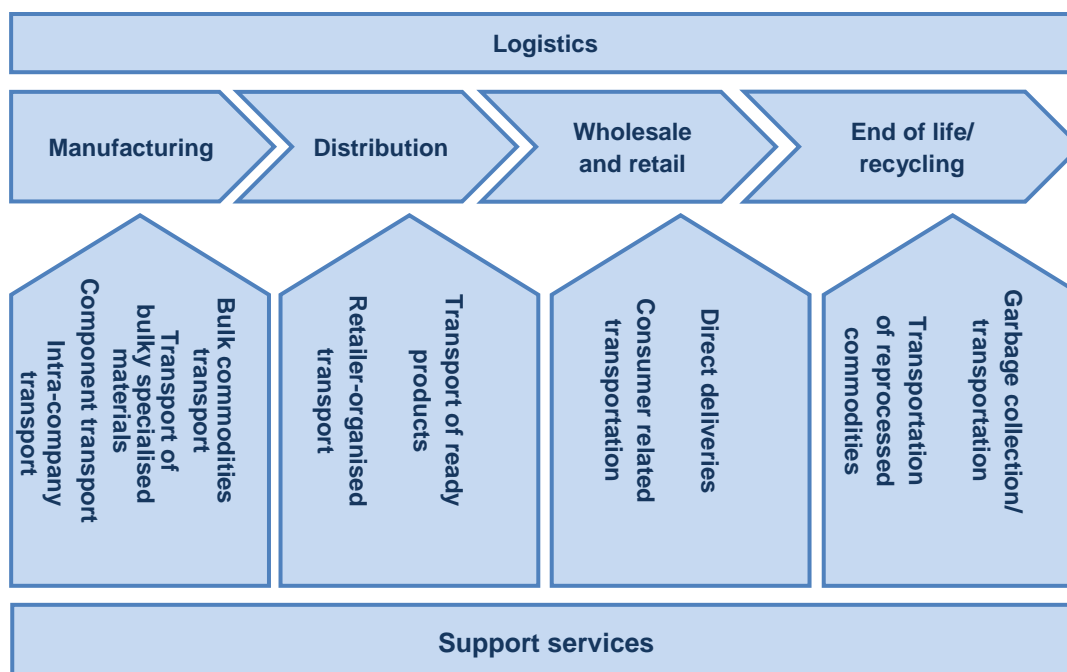 Logistics
Manufacturing
Distribution
Wholesale
and retail
End of life/
recycling
Bulk commodities
transport
Transport of
bulky specialised
materials
Component transport
Intra-company
transport
Transport of ready
products
Retailer-organised
transport
Direct deliveries
Consumer related
transportation
Garbage collection/
transportation
Transportation
of reprocessed
commodities
Support services